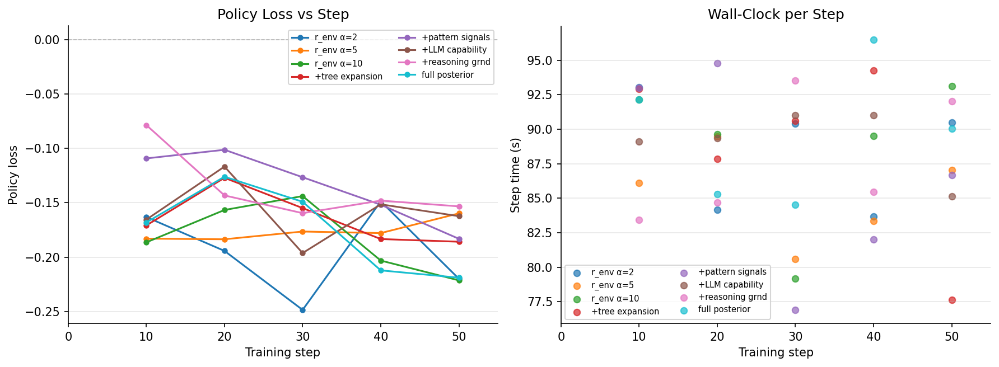 Policy Loss vs Step
0.00
−0.05
−0.10
−0.15
−0.20
−0.25
Policy loss
r_env α=2
r_env α=5
r_env α=10
+tree expansion
+pattern signals
+LLM capability
+reasoning grnd
full posterior
0 10 20 30 40 50
Training step
Wall-Clock per Step
95.0
92.5
90.0
87.5
85.0
82.5
80.0
77.5
Step time (s)
r_env α=2
r_env α=5
r_env α=10
+tree expansion
+pattern signals
+LLM capability
+reasoning grnd
full posterior
0 10 20 30 40 50
Training step